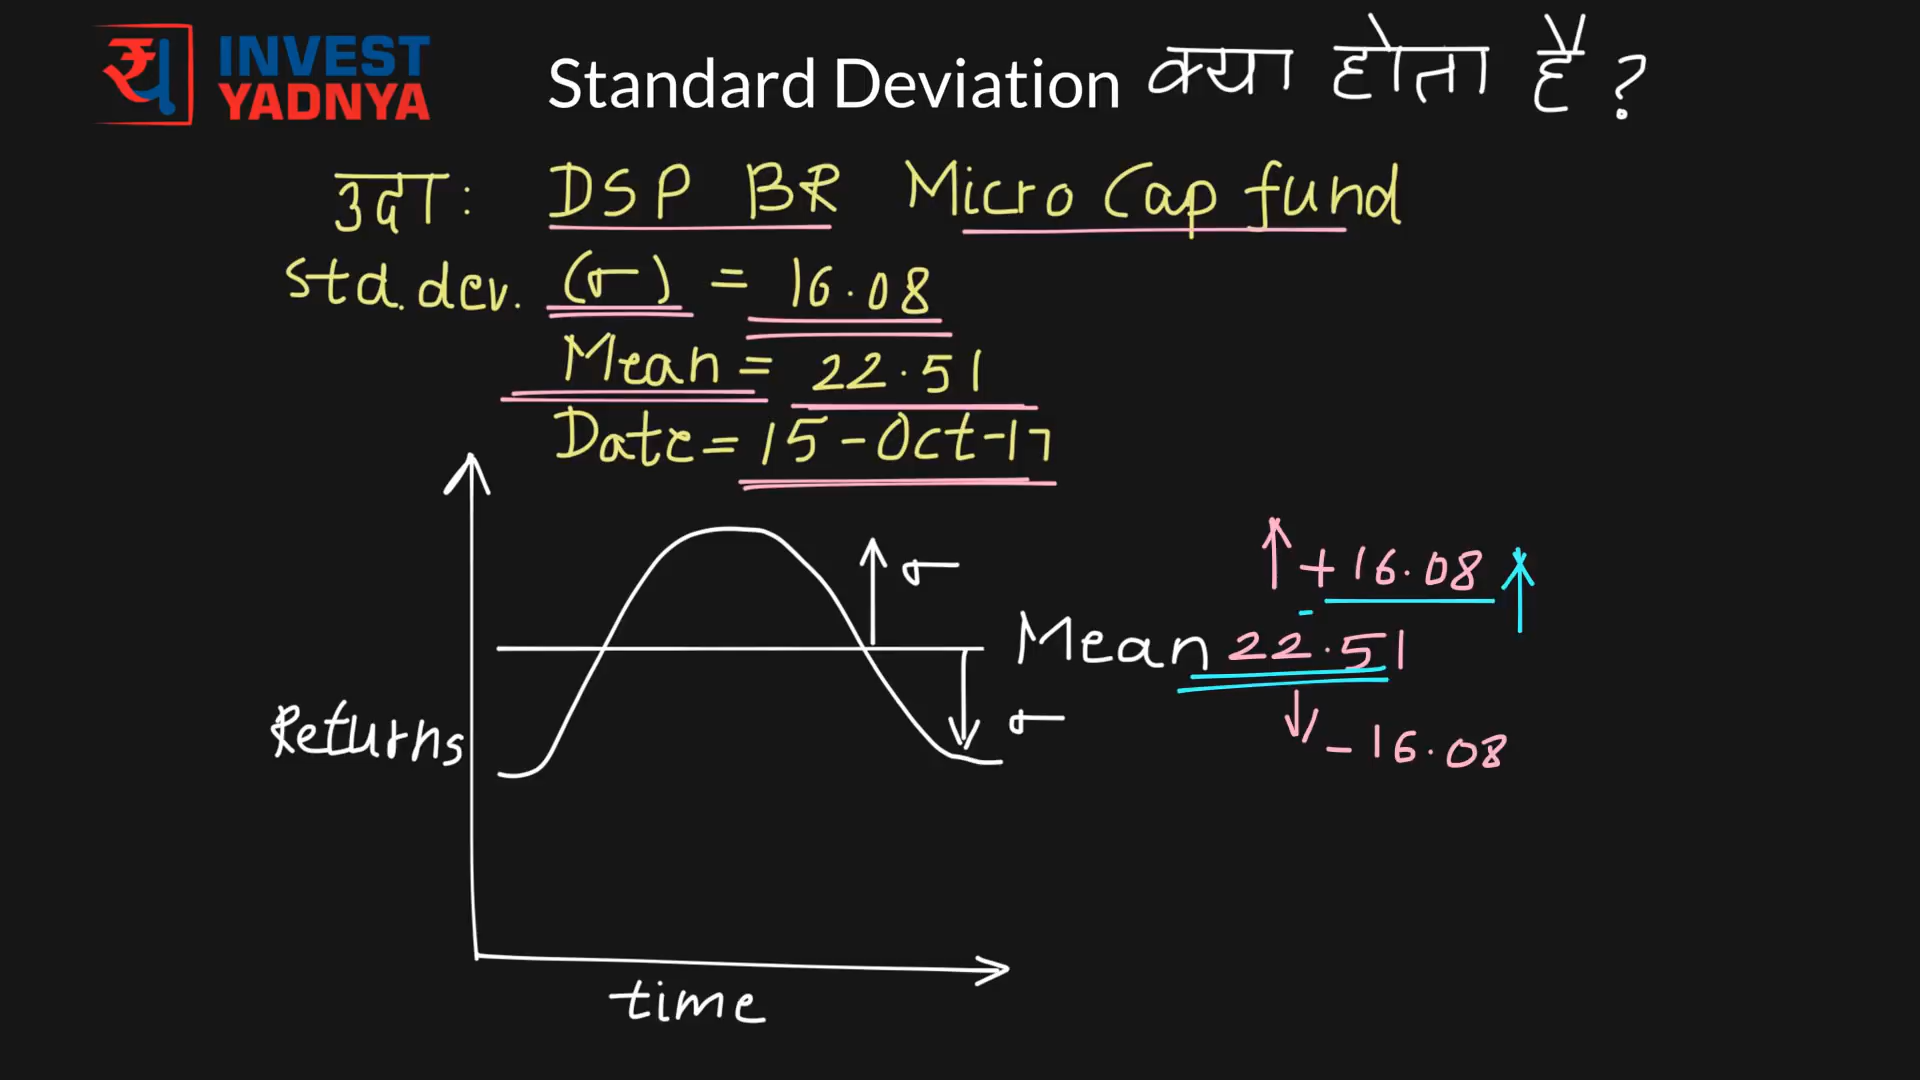 INVEST
YADNYA
Standard Deviation क्या होता है?
उदा: DSP BR Micro Cap fund
std.dev. (σ) = 16.08
Mean = 22.51
Date = 15-Oct-17
+16.08
σ
Mean 22.51
Returns
σ
-16.08
time